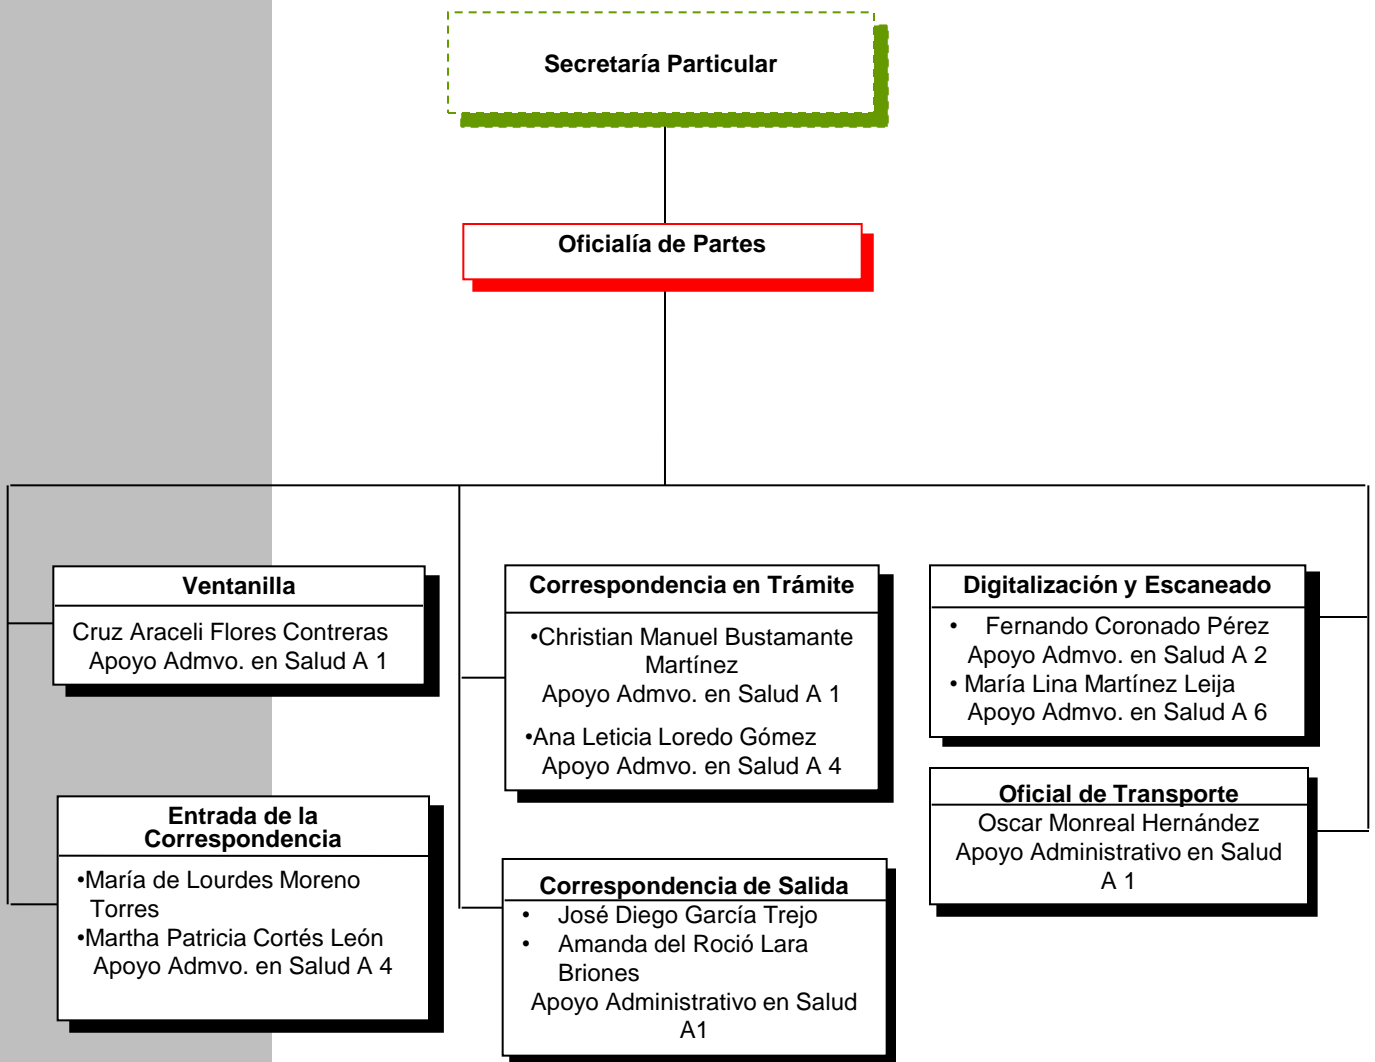 Secretaría Particular
Oficialía de Partes
Ventanilla
Cruz Araceli Flores Contreras
Apoyo Admvo. en Salud A 1
Entrada de la
Correspondencia
•María de Lourdes Moreno
Torres
•Martha Patricia Cortés León
Apoyo Admvo. en Salud A 4
Correspondencia en Trámite
•Christian Manuel Bustamante
Martínez
Apoyo Admvo. en Salud A 1
•Ana Leticia Loredo Gómez
Apoyo Admvo. en Salud A 4
Correspondencia de Salida
• José Diego García Trejo
• Amanda del Roció Lara
Briones
Apoyo Administrativo en Salud
A1
Digitalización y Escaneado
• Fernando Coronado Pérez
Apoyo Admvo. en Salud A 2
• María Lina Martínez Leija
Apoyo Admvo. en Salud A 6
Oficial de Transporte
Oscar Monreal Hernández
Apoyo Administrativo en Salud
A 1